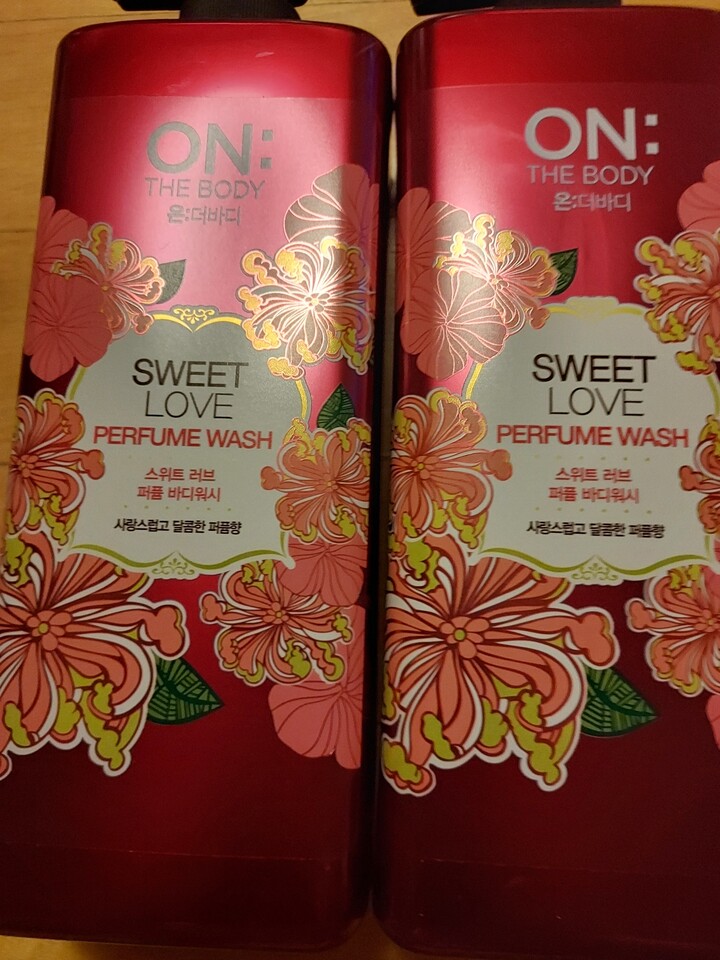 ON:
THE BODY
온:더바디
SWEET
LOVE
PERFUME WASH
스위트 러브
퍼퓸 바디워시
사랑스럽고 달콤한 퍼퓸향
ON:
THE BODY
온:더바디
SWEET
LOVE
PERFUME WASH
스위트 러브
퍼퓸 바디워시
사랑스럽고 달콤한 퍼퓸향